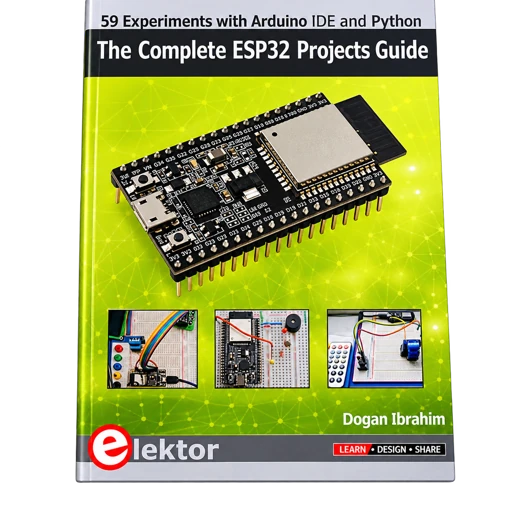 59 Experiments with Arduino IDE and Python
The Complete ESP32 Projects Guide
Dogan Ibrahim
elektor
LEARN • DESIGN • SHARE